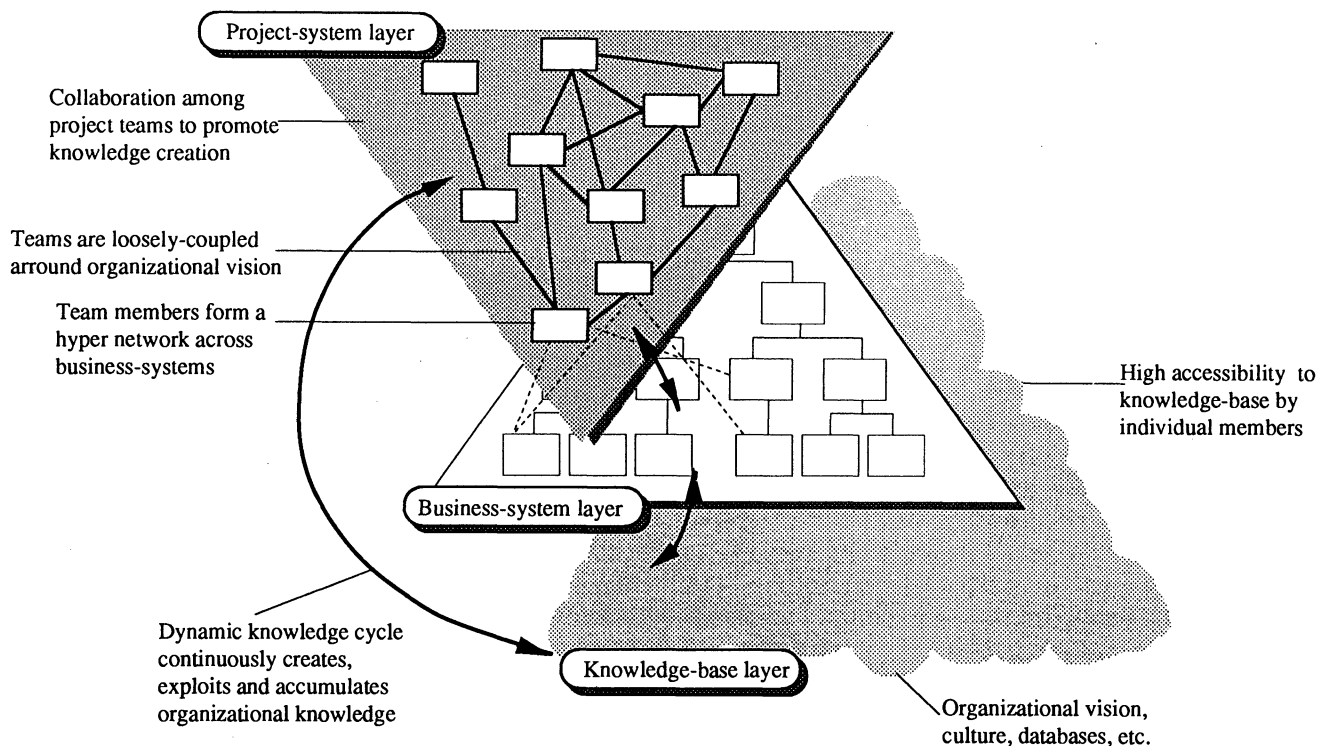 Project-system layer
Collaboration among
project teams to promote
knowledge creation
Teams are loosely-coupled
arround organizational vision
Team members form a
hyper network across
business-systems
High accessibility to
knowledge-base by
individual members
Business-system layer
Dynamic knowledge cycle
continuously creates,
exploits and accumulates
organizational knowledge
Knowledge-base layer
Organizational vision,
culture, databases, etc.